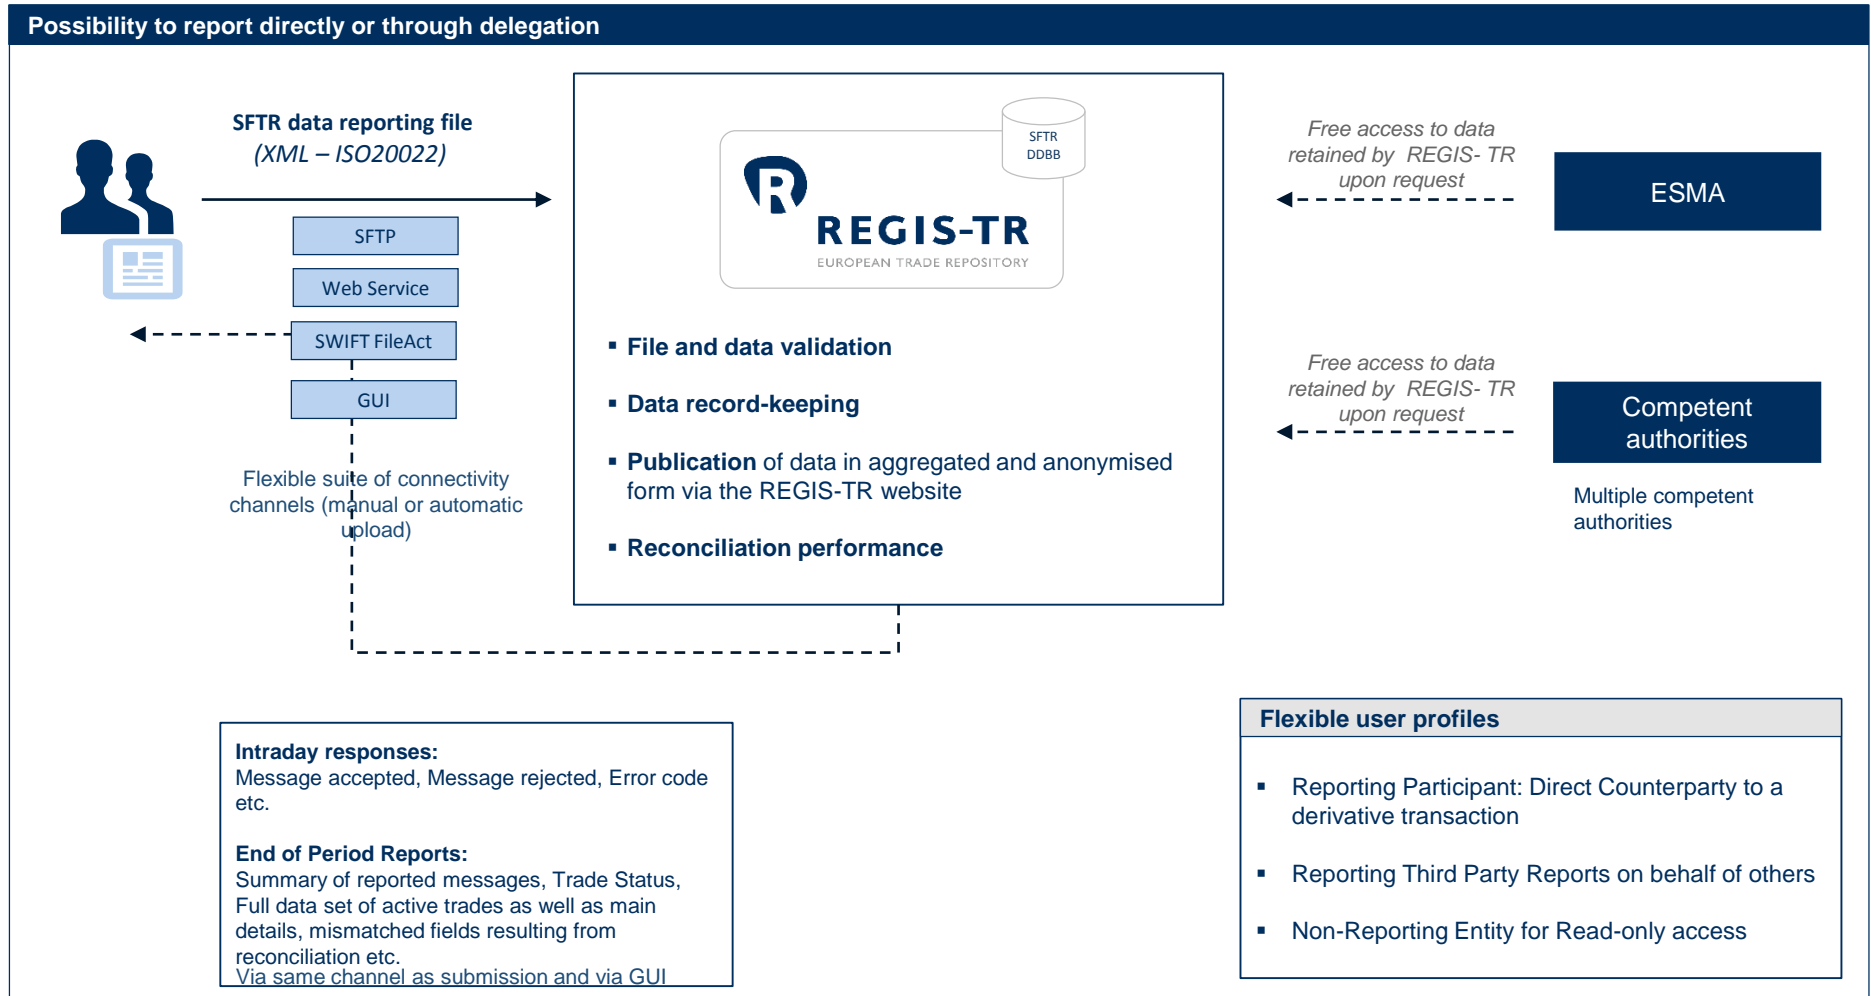 Possibility to report directly or through delegation
SFTR data reporting file
(XML – ISO20022)
SFTP
Web Service
SWIFT FileAct
GUI
Flexible suite of connectivity
channels (manual or automatic
upload)
SFTR
DDBB
R
REGIS-TR
EUROPEAN TRADE REPOSITORY
▪ File and data validation
▪ Data record-keeping
▪ Publication of data in aggregated and anonymised
form via the REGIS-TR website
▪ Reconciliation performance
Free access to data
retained by REGIS- TR
upon request
ESMA
Free access to data
retained by REGIS- TR
upon request
Competent
authorities
Multiple competent
authorities
Intraday responses:
Message accepted, Message rejected, Error code
etc.
End of Period Reports:
Summary of reported messages, Trade Status,
Full data set of active trades as well as main
details, mismatched fields resulting from
reconciliation etc.
Via same channel as submission and via GUI
Flexible user profiles
▪ Reporting Participant: Direct Counterparty to a
derivative transaction
▪ Reporting Third Party Reports on behalf of others
▪ Non-Reporting Entity for Read-only access